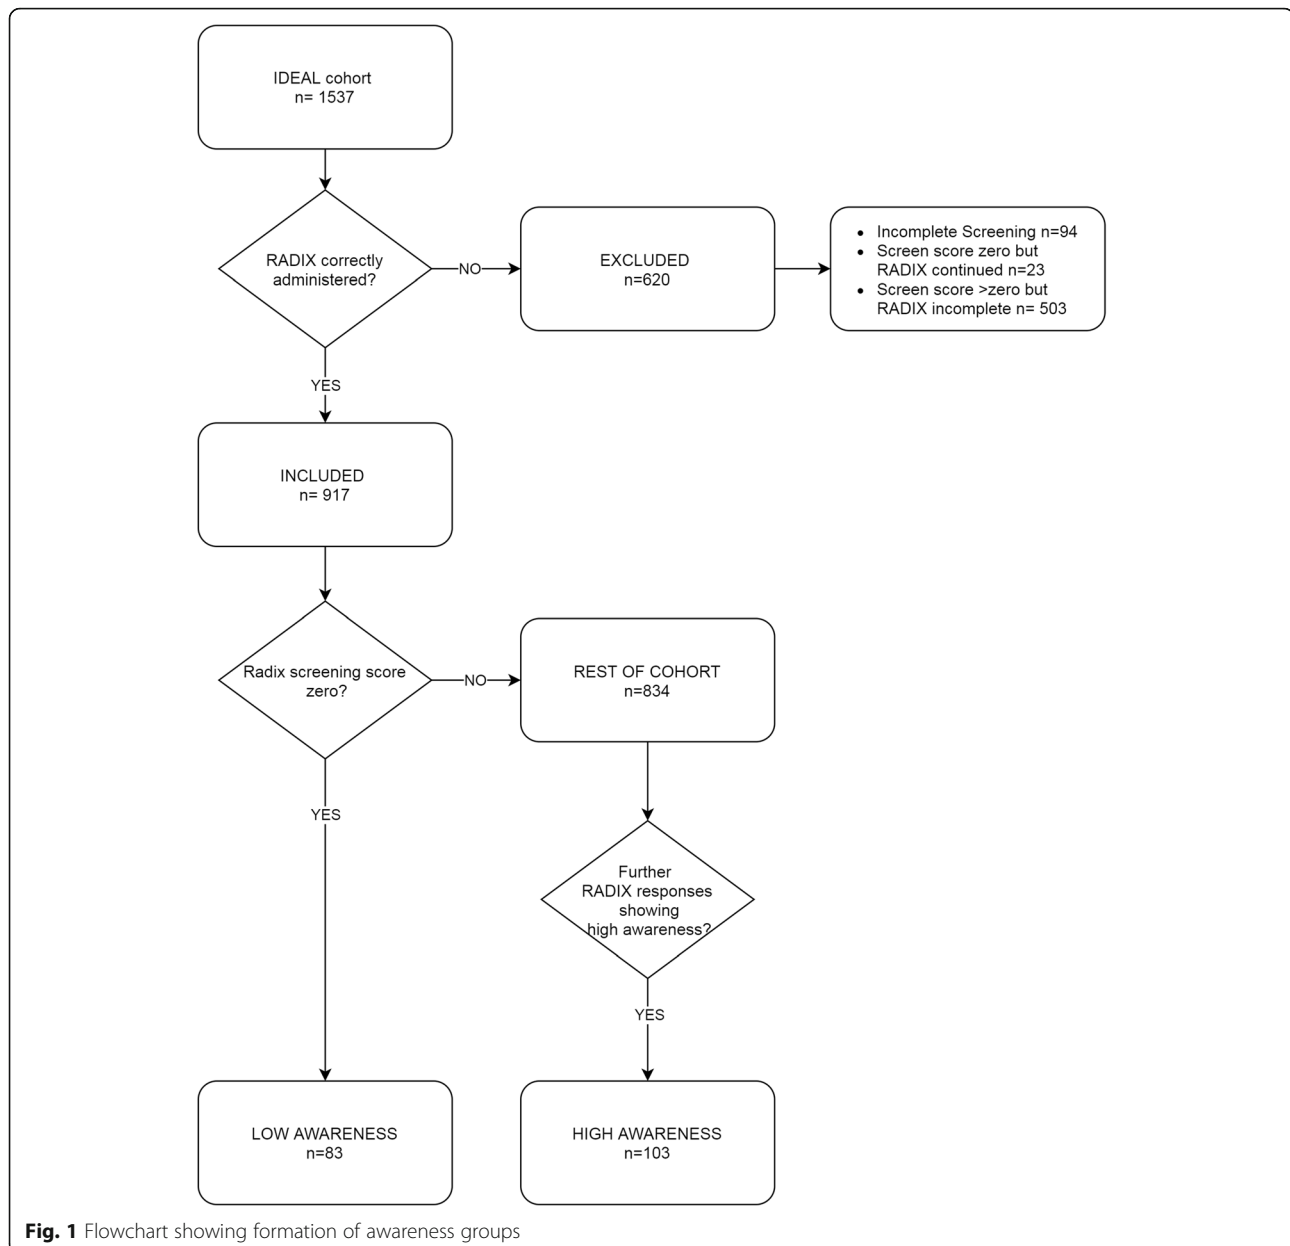 IDEAL cohort
n= 1537
RADIX correctly
administered?
NO
EXCLUDED
n=620
• Incomplete Screening n=94
• Screen score zero but
RADIX continued n=23
• Screen score >zero but
RADIX incomplete n= 503
YES
INCLUDED
n= 917
Radix screening score
zero?
NO
REST OF COHORT
n=834
YES
Further
RADIX responses
showing
high awareness?
YES
LOW AWARENESS
n=83
HIGH AWARENESS
n=103
Fig. 1 Flowchart showing formation of awareness groups